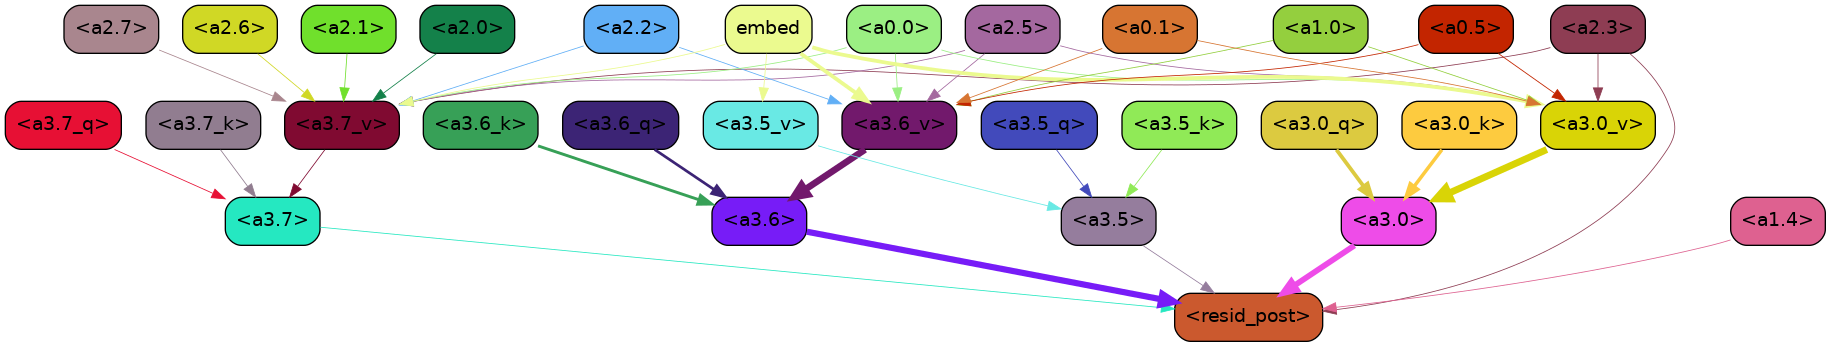 <a2.7> <a2.6> <a2.1> <a2.0> <a2.2> embed <a0.0> <a2.5> <a0.1> <a1.0> <a0.5> <a2.3>
<a3.7_q> <a3.7_k> <a3.7_v> <a3.6_k> <a3.6_q> <a3.5_v> <a3.6_v> <a3.5_q> <a3.5_k> <a3.0_q> <a3.0_k> <a3.0_v>
<a3.7> <a3.6> <a3.5> <a3.0> <a1.4>
<resid_post>